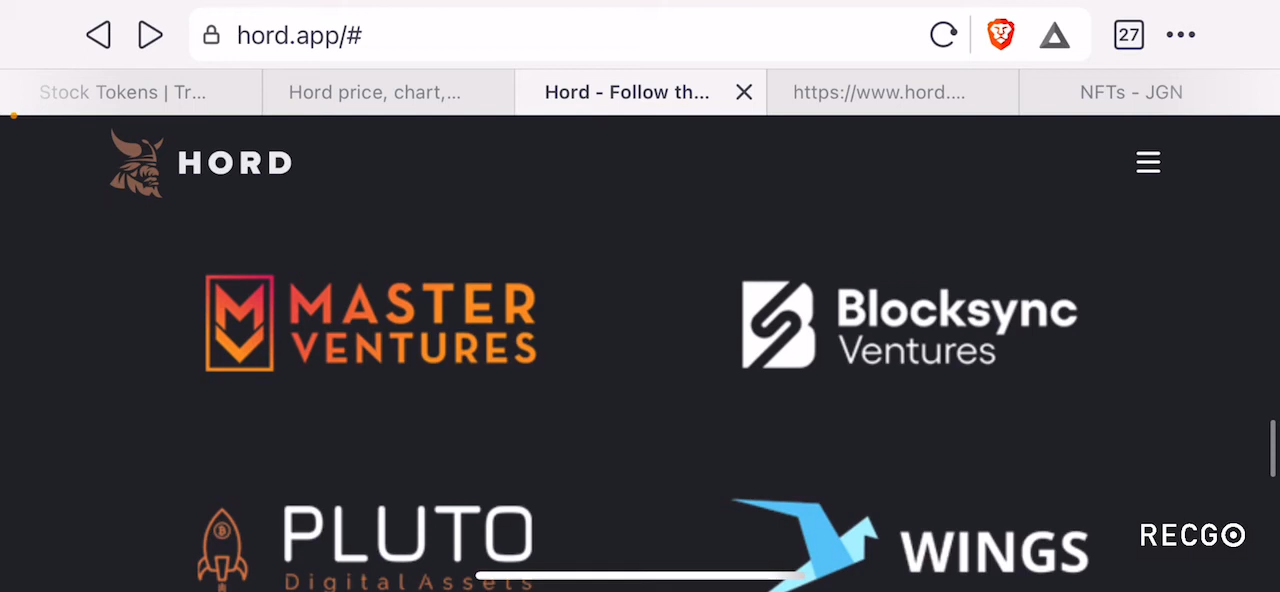 hord.app/#
27
Stock Tokens | Tr...
Hord price, chart,...
Hord - Follow th...
https://www.hord....
NFTs - JGN
HORD
MASTER
VENTURES
Blocksync
Ventures
PLUTO
Digital Assets
WINGS
RECGO